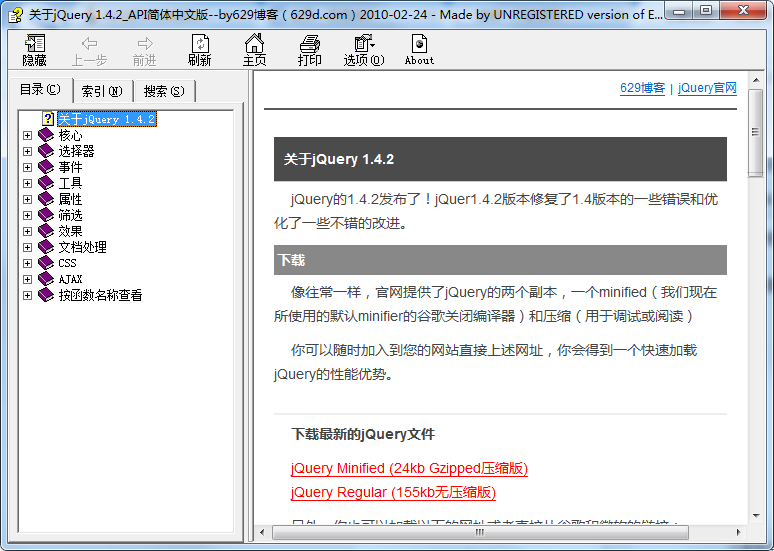 关于jQuery 1.4.2_API简体中文版--by629博客（629d.com）2010-02-24 - Made by UNREGISTERED version of E...
隐藏 上一步 前进 刷新 主页 打印 选项(O) About
目录(C) 索引(N) 搜索(S)
关于jQuery 1.4.2
核心
选择器
事件
工具
属性
筛选
效果
文档处理
CSS
AJAX
按函数名称查看
629博客 | jQuery官网
关于jQuery 1.4.2
jQuery的1.4.2发布了！jQuer1.4.2版本修复了1.4版本的一些错误和优
化了一些不错的改进。
下载
像往常一样，官网提供了jQuery的两个副本，一个minified（我们现在
所使用的默认minifier的谷歌关闭编译器）和压缩（用于调试或阅读）
你可以随时加入到您的网站直接上述网址，你会得到一个快速加载
jQuery的性能优势。
下载最新的jQuery文件
jQuery Minified (24kb Gzipped压缩版)
jQuery Regular (155kb无压缩版)